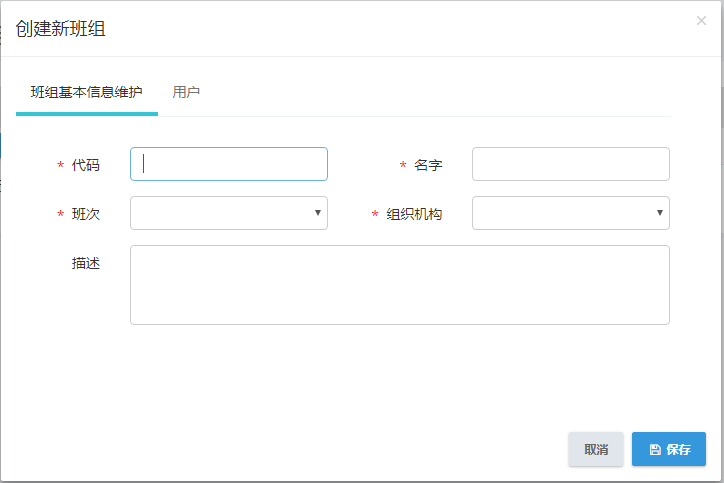 创建新班组
×
班组基本信息维护 用户
* 代码 * 名字
* 班次 * 组织机构
描述
取消 保存